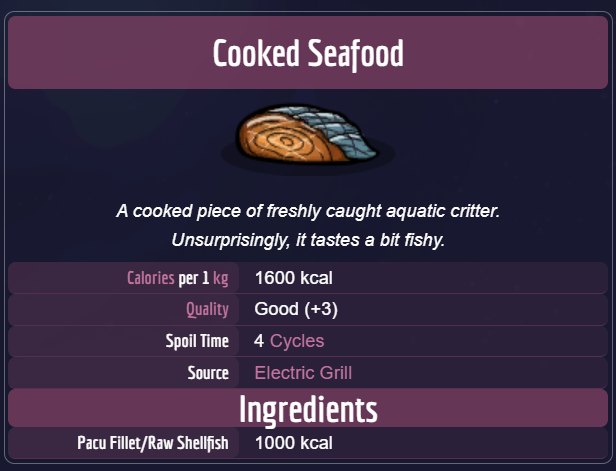 Cooked Seafood
A cooked piece of freshly caught aquatic critter.
Unsurprisingly, it tastes a bit fishy.
Calories per 1 kg 1600 kcal
Quality Good (+3)
Spoil Time 4 Cycles
Source Electric Grill
Ingredients
Pacu Fillet/Raw Shellfish 1000 kcal